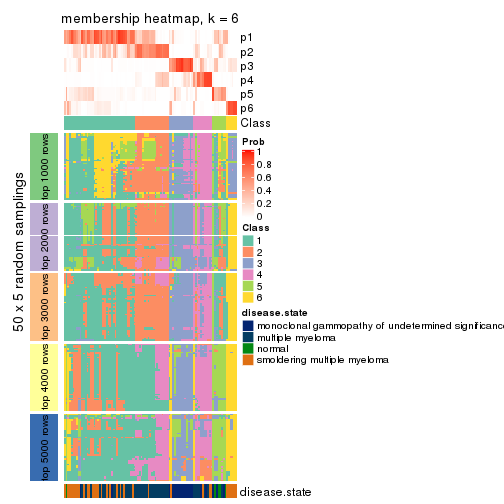 membership heatmap, k = 6
p1
p2
p3
p4
p5
p6
Class
50 x 5 random samplings
top 1000 rows
top 2000 rows
top 3000 rows
top 4000 rows
top 5000 rows
Prob
1
0.8
0.6
0.4
0.2
0
Class
1
2
3
4
5
6
disease.state
monoclonal gammopathy of undetermined significance
multiple myeloma
normal
smoldering multiple myeloma
disease.state